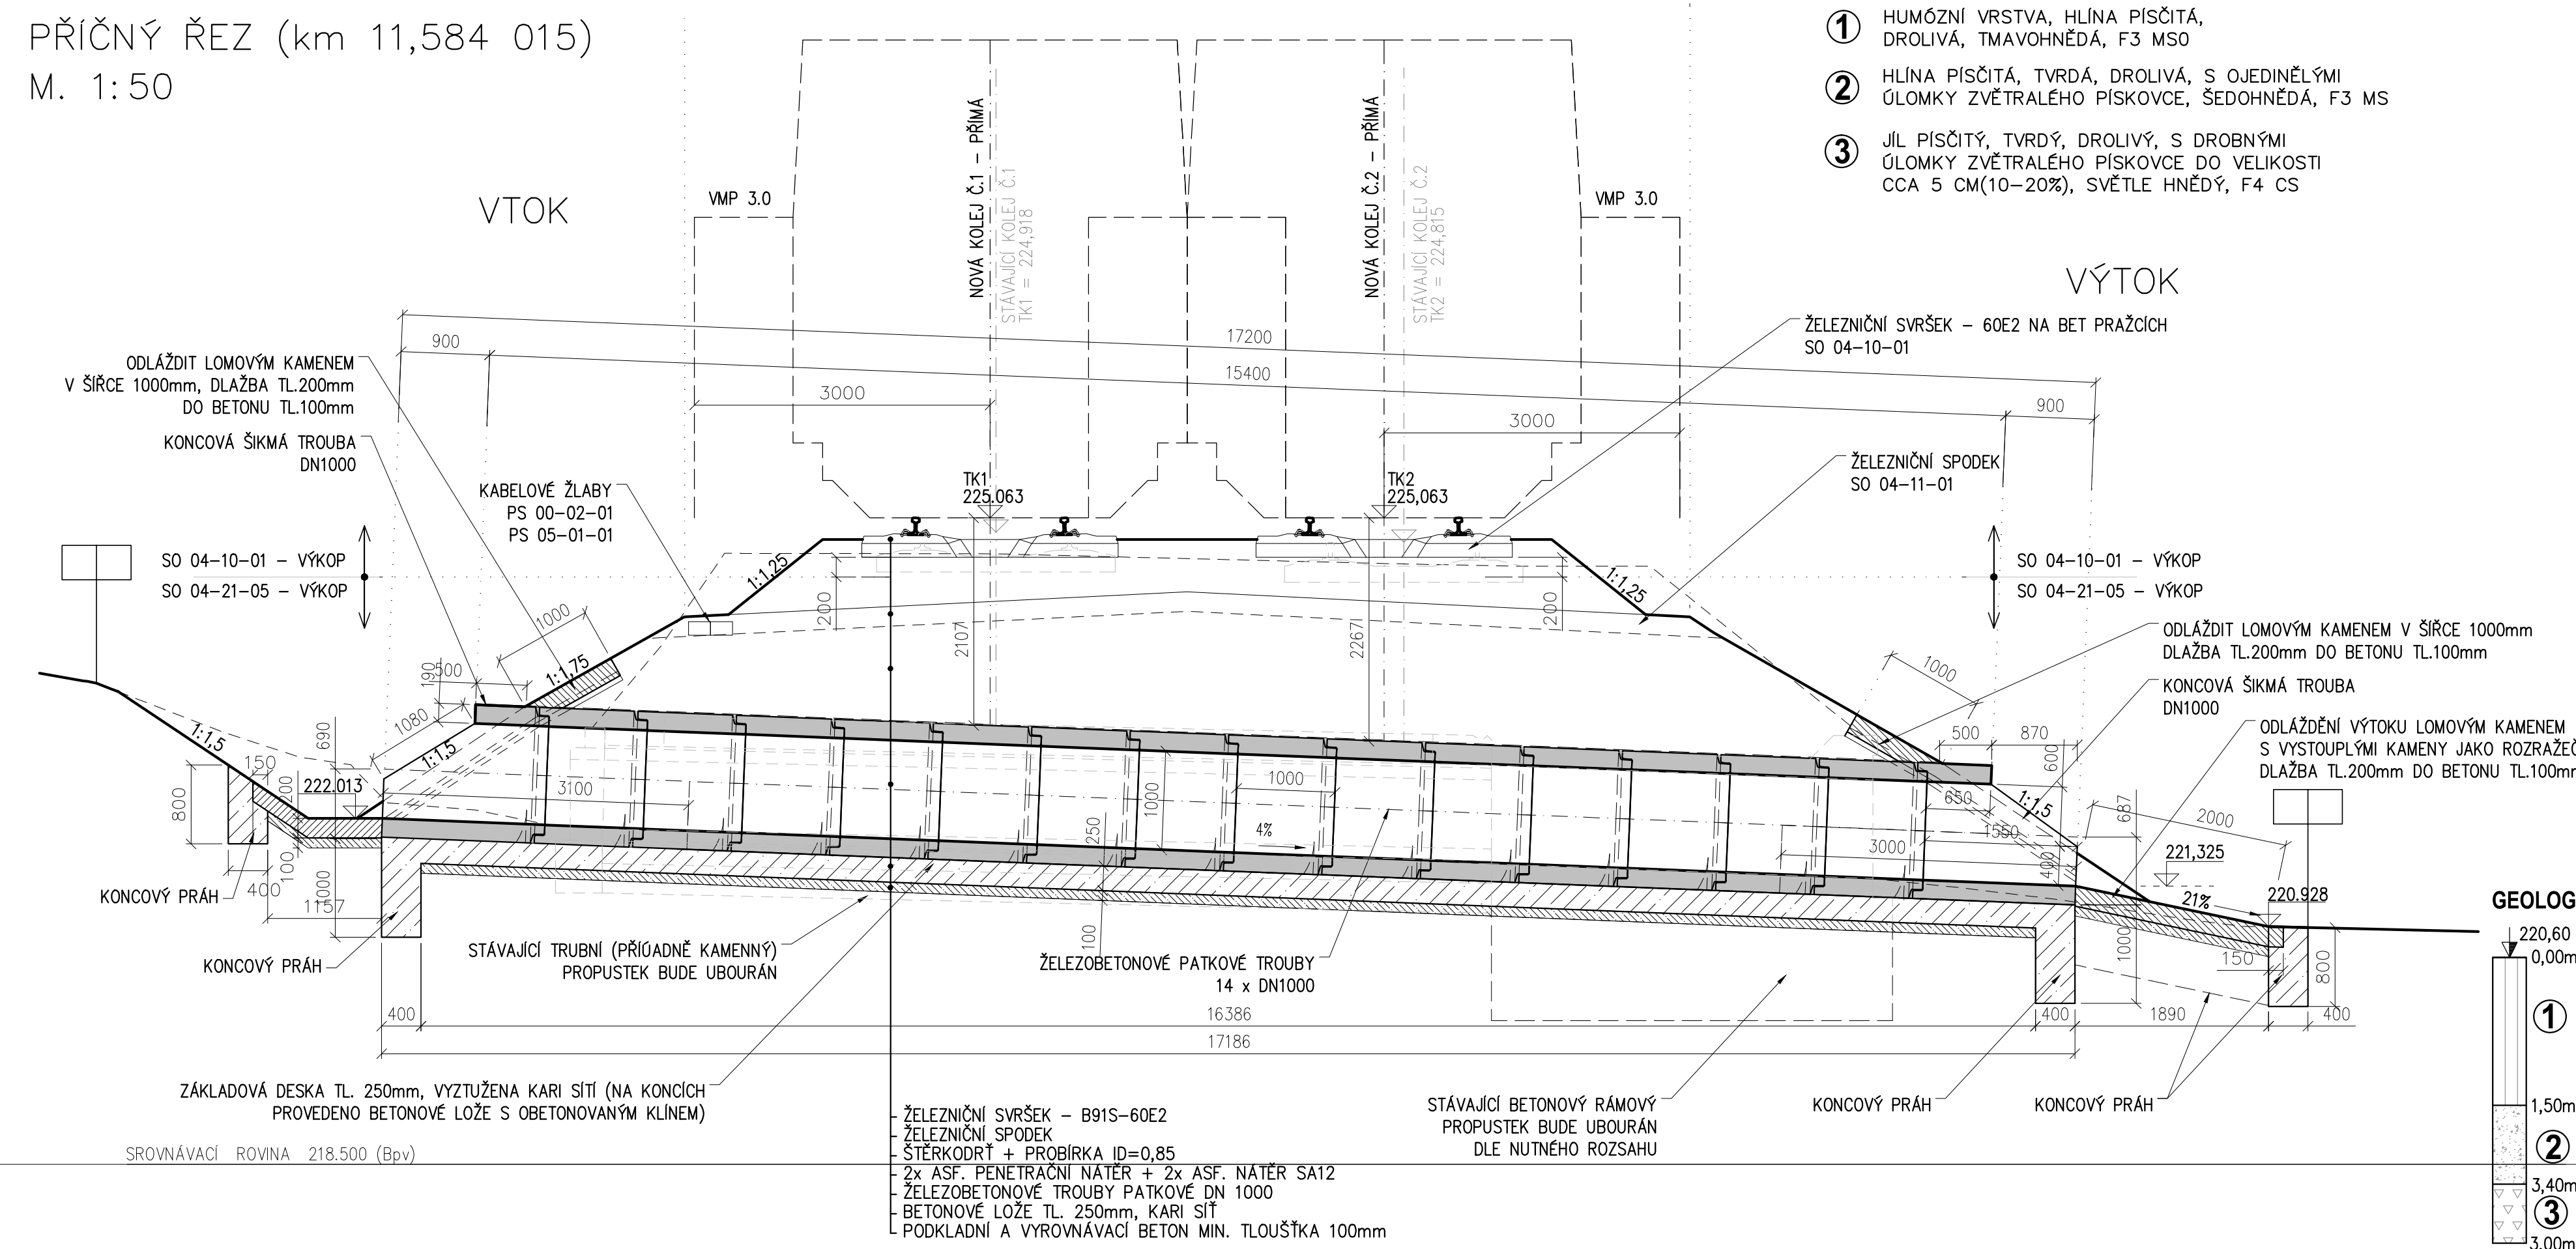 PŘÍČNÝ ŘEZ (km 11,584 015)
M. 1:50
1
HUMÓZNÍ VRSTVA, HLÍNA PÍSČITÁ,
DROLIVÁ, TMAVOHNĚDÁ, F3 MSO
2
HLÍNA PÍSČITÁ, TVRDÁ, DROLIVÁ, S OJEDINĚLÝMI
ÚLOMKY ZVĚTRALÉHO PÍSKOVCE, ŠEDOHNĚDÁ, F3 MS
3
JÍL PÍSČITÝ, TVRDÝ, DROLIVÝ, S DROBNÝMI
ÚLOMKY ZVĚTRALÉHO PÍSKOVCE DO VELIKOSTI
CCA 5 CM(10-20%), SVĚTLE HNĚDÝ, F4 CS
VTOK
VÝTOK
VMP 3.0
VMP 3.0
NOVÁ KOLEJ Č.1 - PŘÍMÁ
STÁVAJÍCÍ KOLEJ Č.1
TK1 = 224,918
NOVÁ KOLEJ Č.2 - PŘÍMÁ
STÁVAJÍCÍ KOLEJ Č.2
TK2 = 224,815
17200
900
15400
900
3000
3000
ŽELEZNIČNÍ SVRŠEK - 60E2 NA BET PRAŽCÍCH
SO 04-10-01
ODLÁŽDIT LOMOVÝM KAMENEM
V ŠÍŘCE 1000mm, DLAŽBA TL.200mm
DO BETONU TL.100mm
KONCOVÁ ŠIKMÁ TROUBA
DN1000
KABELOVÉ ŽLABY
PS 00-02-01
PS 05-01-01
TK1
225.063
TK2
225,063
ŽELEZNIČNÍ SPODEK
SO 04-11-01
SO 04-10-01 - VÝKOP
SO 04-21-05 - VÝKOP
SO 04-10-01 - VÝKOP
SO 04-21-05 - VÝKOP
1:1,25
1:1,25
200
200
2107
2267
1000
1:1,75
190
500
1080
1:1,5
690
1:1,5
150
200
222.013
800
3100
100
1000
400
1157
KONCOVÝ PRÁH
KONCOVÝ PRÁH
ODLÁŽDIT LOMOVÝM KAMENEM V ŠÍŘCE 1000mm
DLAŽBA TL.200mm DO BETONU TL.100mm
KONCOVÁ ŠIKMÁ TROUBA
DN1000
ODLÁŽDĚNÍ VÝTOKU LOMOVÝM KAMENEM
S VYSTOUPLÝMI KAMENY JAKO ROZRAŽEČ
DLAŽBA TL.200mm DO BETONU TL.100mm
1000
500
870
600
650
1:1,5
687
2000
1550
3000
400
221,325
21%
220.928
1000
1000
250
4%
100
1000
150
800
STÁVAJÍCÍ TRUBNÍ (PŘÍÚADNĚ KAMENNÝ)
PROPUSTEK BUDE UBOURÁN
ŽELEZOBETONOVÉ PATKOVÉ TROUBY
14 x DN1000
400
16386
400
1890
400
17186
ZÁKLADOVÁ DESKA TL. 250mm, VYZTUŽENA KARI SÍTÍ (NA KONCÍCH
PROVEDENO BETONOVÉ LOŽE S OBETONOVANÝM KLÍNEM)
STÁVAJÍCÍ BETONOVÝ RÁMOVÝ
PROPUSTEK BUDE UBOURÁN
DLE NUTNÉHO ROZSAHU
KONCOVÝ PRÁH
KONCOVÝ PRÁH
SROVNÁVACÍ ROVINA 218.500 (Bpv)
ŽELEZNIČNÍ SVRŠEK - B91S-60E2
ŽELEZNIČNÍ SPODEK
ŠTĚRKODRŤ + PROBÍRKA ID=0,85
2x ASF. PENETRAČNÍ NÁTĚR + 2x ASF. NÁTĚR SA12
ŽELEZOBETONOVÉ TROUBY PATKOVÉ DN 1000
BETONOVÉ LOŽE TL. 250mm, KARI SÍŤ
PODKLADNÍ A VYROVNÁVACÍ BETON MIN. TLOUŠŤKA 100mm
GEOLOG
220,60
0,00m
1
1,50m
2
3,40m
3
3,00m